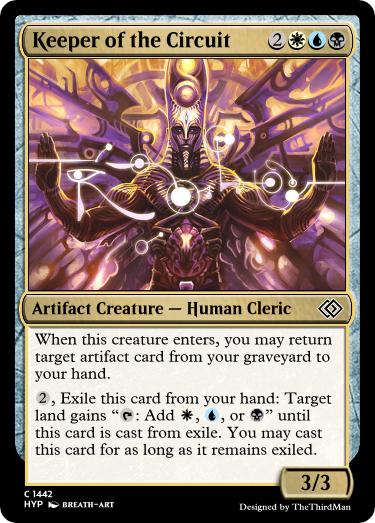 Keeper of the Circuit 2
Artifact Creature — Human Cleric
When this creature enters, you may return
target artifact card from your graveyard to
your hand.
2, Exile this card from your hand: Target
land gains “: Add , , or ” until
this card is cast from exile. You may cast
this card for as long as it remains exiled.
3/3
C 1442
HYP BREATH-ART
Designed by TheThirdMan